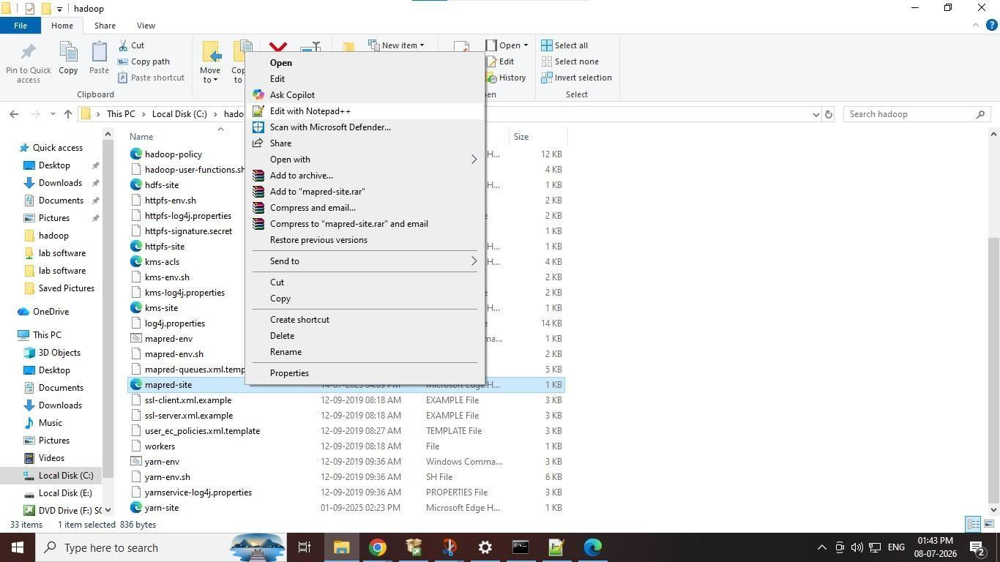 hadoop
File
Home
Share
View
Pin to Quick access
Copy
Paste
Cut
Copy path
Paste shortcut
Clipboard
Move to
to
New item
Open
Edit
History
Select all
Select none
Invert selection
Select
This PC
Local Disk (C:)
Search hadoop
Open
Edit
Ask Copilot
Edit with Notepad++
Scan with Microsoft Defender...
Share
Open with
Add to archive...
Add to "mapred-site.rar"
Compress and email...
Compress to "mapred-site.rar" and email
Restore previous versions
Send to
Cut
Copy
Create shortcut
Delete
Rename
Properties
Quick access
Desktop
Downloads
Documents
Pictures
hadoop
lab software
lab software
Saved Pictures
OneDrive
This PC
3D Objects
Desktop
Documents
Downloads
Music
Pictures
Videos
Local Disk (C:)
Local Disk (E:)
DVD Drive (F:)
Name Size
hadoop-policy H... 12 KB
hadoop-user-functions.sh 4 KB
hdfs-site H... 1 KB
httpfs-env.sh 2 KB
httpfs-log4j.properties 2 KB
httpfs-signature.secret 1 KB
httpfs-site H... 1 KB
kms-acls H... 4 KB
kms-env.sh 2 KB
kms-log4j.properties 2 KB
kms-site H... 1 KB
log4j.properties 14 KB
mapred-env ma... 1 KB
mapred-env.sh 2 KB
mapred-queues.xml.temp 5 KB
mapred-site Microsoft Edge H... 1 KB
ssl-client.xml.example 12-09-2019 08:18 AM EXAMPLE File 3 KB
ssl-server.xml.example 12-09-2019 08:18 AM EXAMPLE File 3 KB
user_ec_policies.xml.template 12-09-2019 08:27 AM TEMPLATE File 3 KB
workers 12-09-2019 08:18 AM File 1 KB
yarn-env 12-09-2019 09:36 AM Windows Comma... 3 KB
yarn-env.sh 12-09-2019 09:36 AM SH File 6 KB
yarnservice-log4j.properties 12-09-2019 09:36 AM PROPERTIES File 3 KB
yarn-site 01-09-2025 02:23 PM Microsoft Edge H... 1 KB
33 items 1 item selected 836 bytes
Type here to search
ENG
01:43 PM
08-07-2026
2